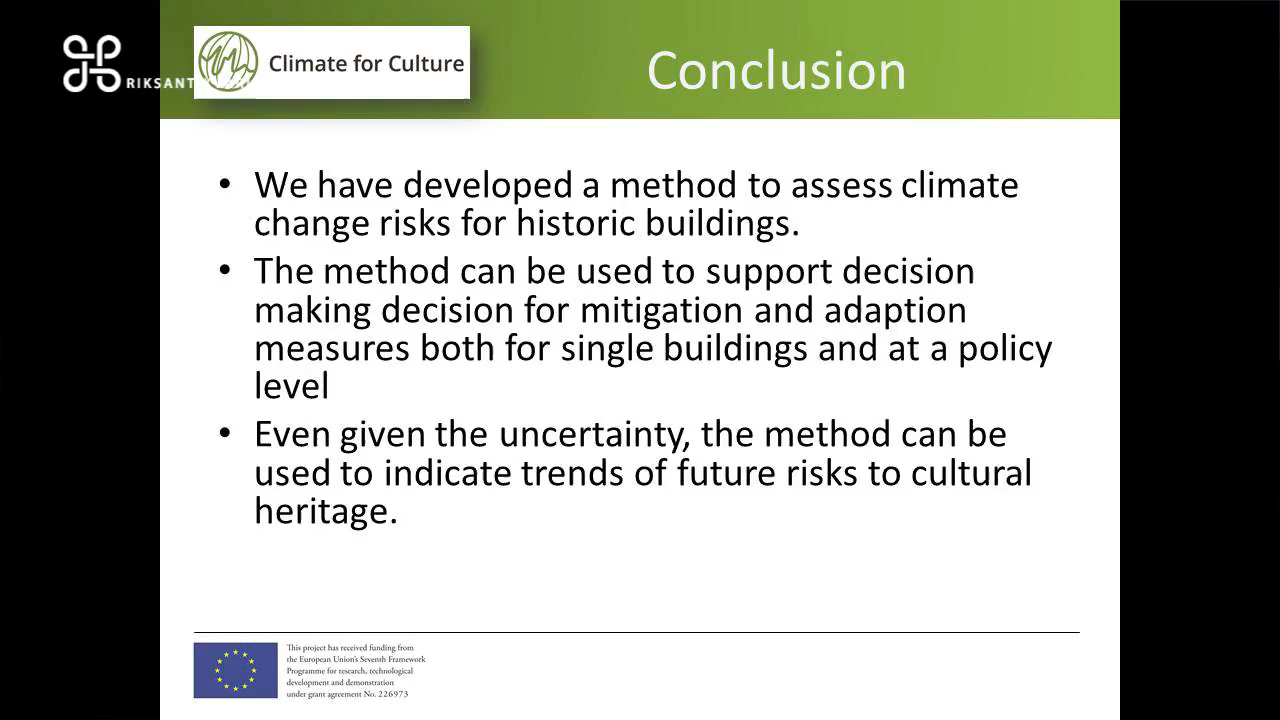 RIKSANT
Climate for Culture
Conclusion
• We have developed a method to assess climate
change risks for historic buildings.
• The method can be used to support decision
making decision for mitigation and adaption
measures both for single buildings and at a policy
level
• Even given the uncertainty, the method can be
used to indicate trends of future risks to cultural
heritage.
This project has received funding from
the European Union's Seventh Framework
Programme for research, technological
development and demonstration
under grant agreement No. 226973